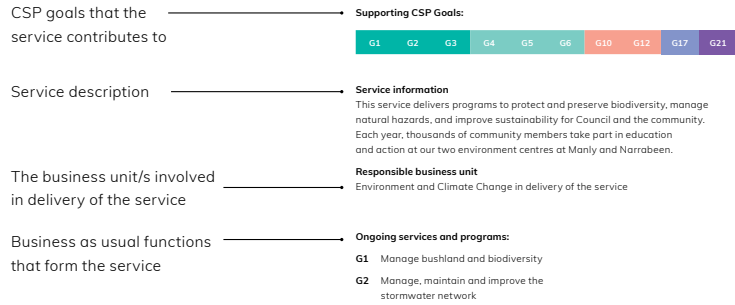 CSP goals that the
service contributes to
Supporting CSP Goals:
G1 G2 G3 G4 G5 G6 G10 G12 G17 G21
Service description
Service information
This service delivers programs to protect and preserve biodiversity, manage
natural hazards, and improve sustainability for Council and the community.
Each year, thousands of community members take part in education
and action at our two environment centres at Manly and Narrabeen.
The business unit/s involved
in delivery of the service
Responsible business unit
Environment and Climate Change in delivery of the service
Business as usual functions
that form the service
Ongoing services and programs:
G1 Manage bushland and biodiversity
G2 Manage, maintain and improve the
stormwater network